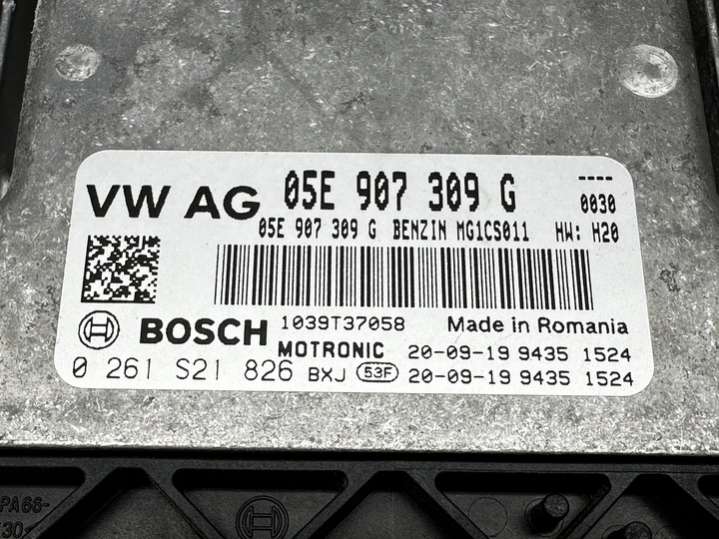 VW AG 05E 907 309 G ----
0030
05E 907 309 G BENZIN MG1CS011 HW: H20
BOSCH 1039T37058 Made in Romania
MOTRONIC 20-09-19 9435 1524
0 261 S21 826 BXJ 53F 20-09-19 9435 1524
PA66-